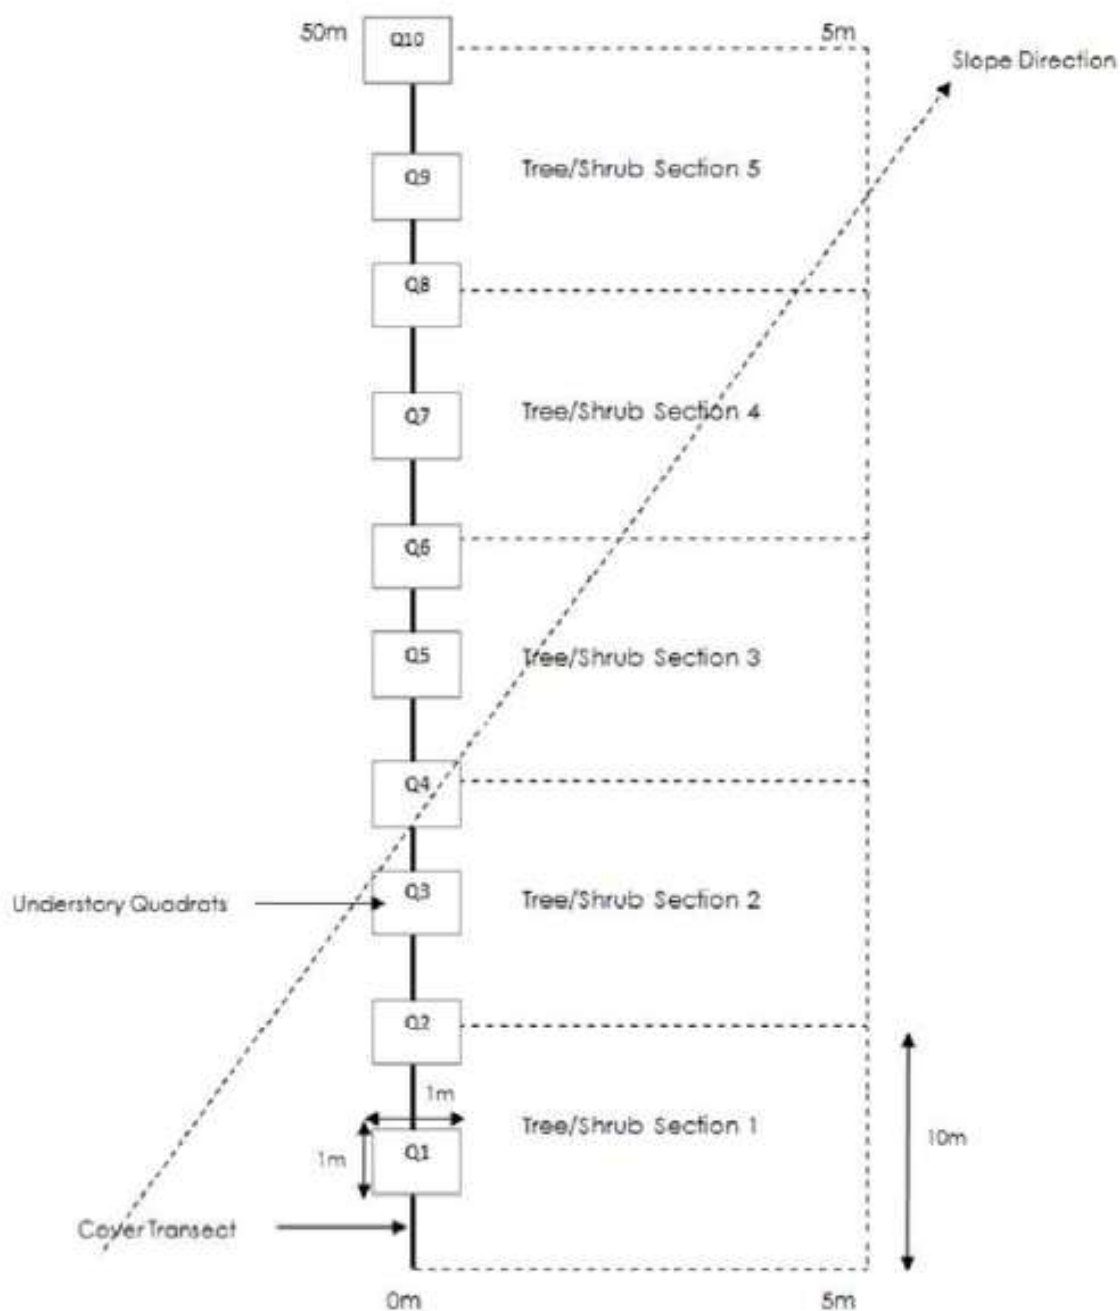 50m
Q10
5m
Slope Direction
Q9
Tree/Shrub Section 5
Q8
Q7
Tree/Shrub Section 4
Q6
Q5
Tree/Shrub Section 3
Q4
Understory Quadrats
Q3
Tree/Shrub Section 2
Q2
1m
Tree/Shrub Section 1
10m
1m
Q1
Cover Transect
0m
5m